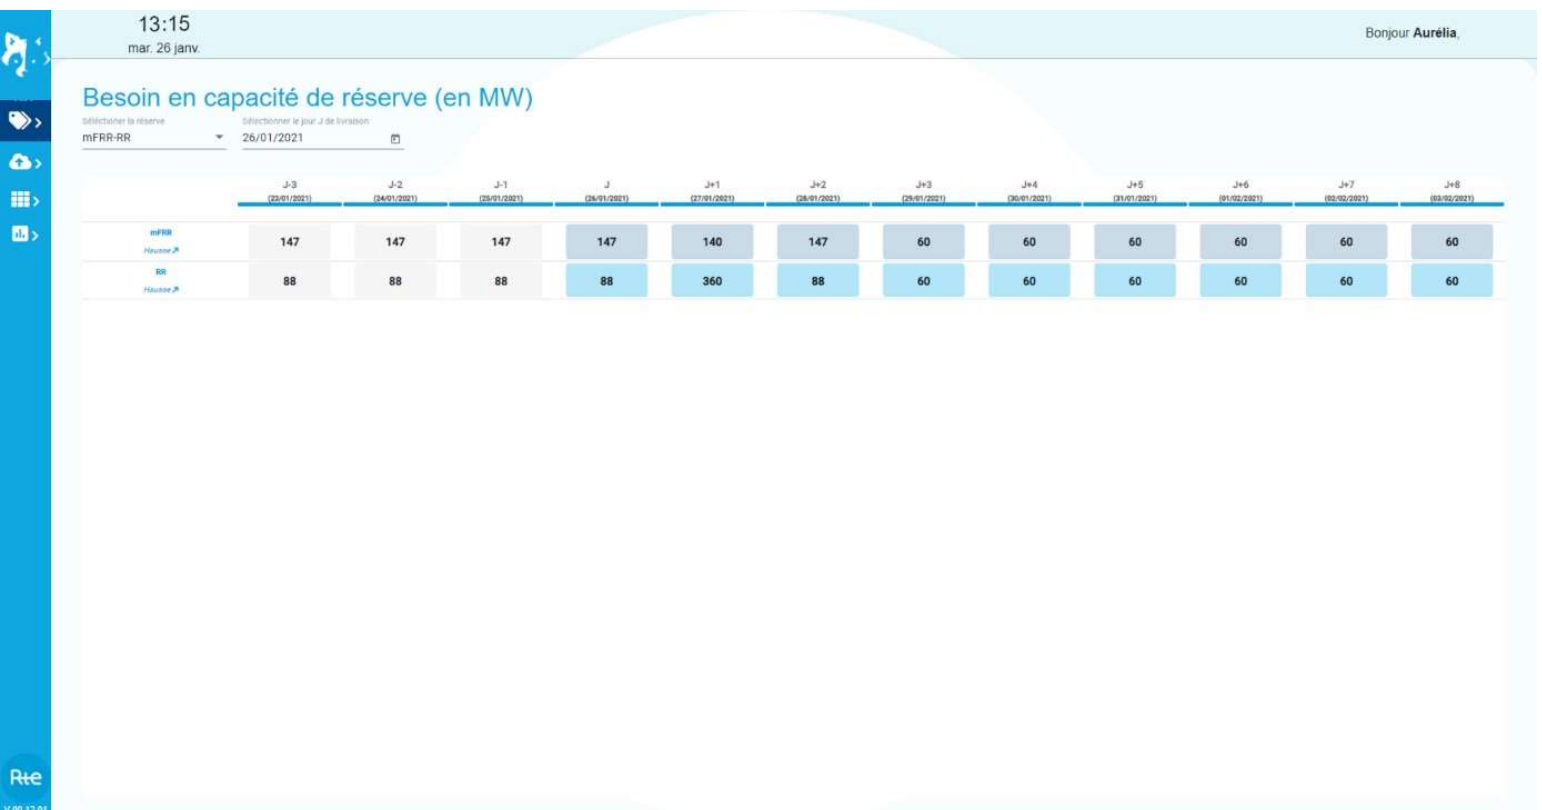 13:15
mar. 26 janv.
Bonjour Aurélia,
Besoin en capacité de réserve (en MW)
Sélectionner la réserve
Sélectionner le jour J de livraison
mFRR-RR
26/01/2021
J-3 J-2 J-1 J J+1 J+2 J+3 J+4 J+5 J+6 J+7 J+8
(23/01/2021) (24/01/2021) (25/01/2021) (26/01/2021) (27/01/2021) (28/01/2021) (29/01/2021) (30/01/2021) (31/01/2021) (01/02/2021) (02/02/2021) (03/02/2021)
mFRR
Hausse
147 147 147 147 140 147 60 60 60 60 60 60
RR
Hausse
88 88 88 88 360 88 60 60 60 60 60 60
Rte